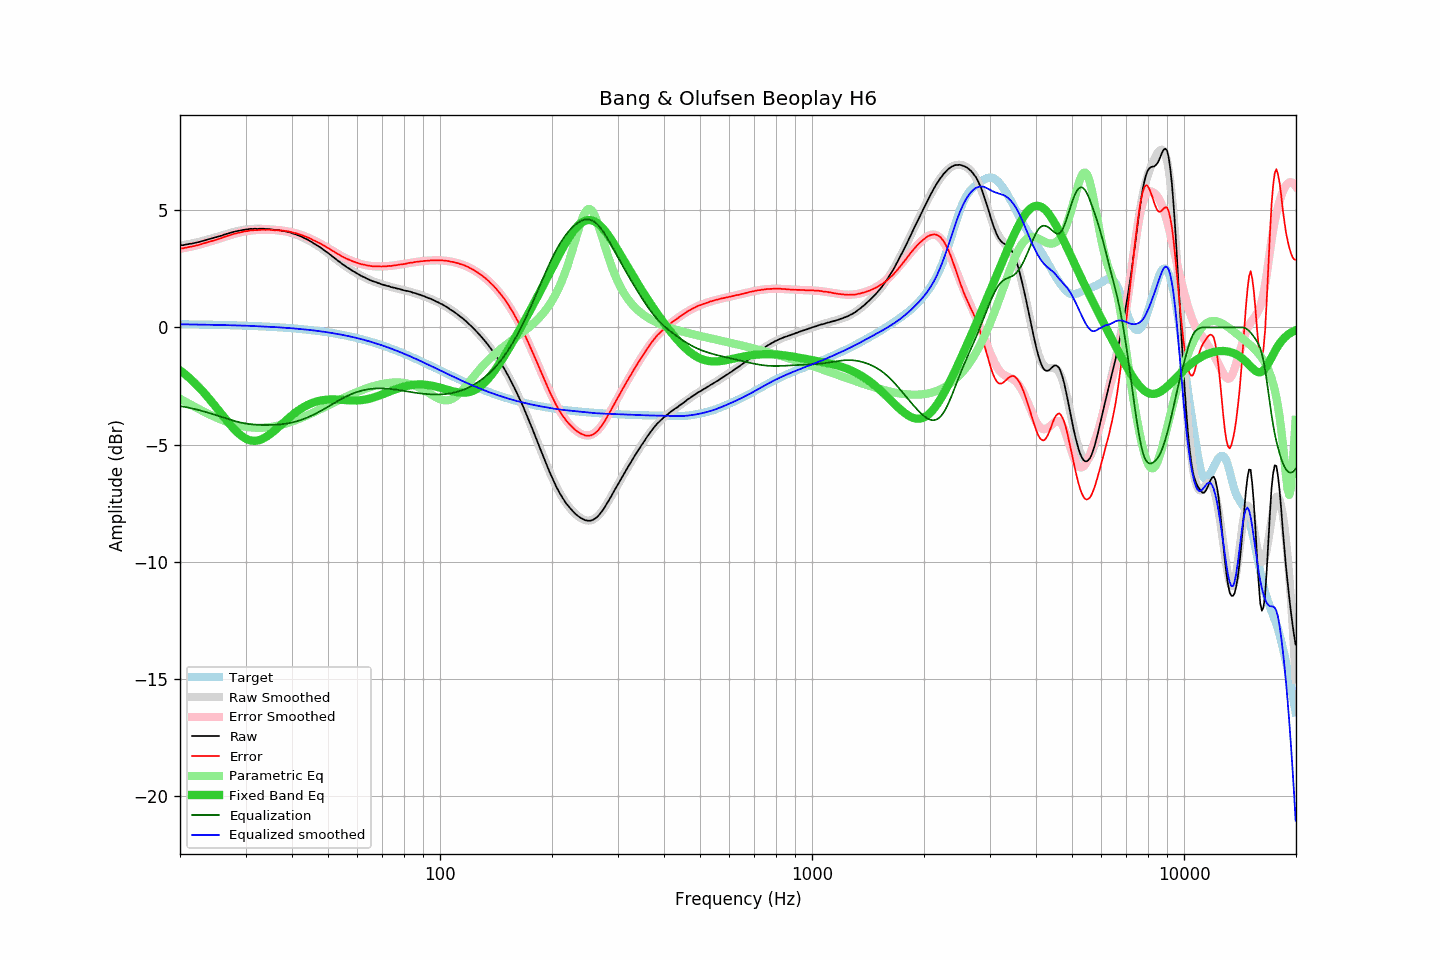 Bang & Olufsen Beoplay H6
Amplitude (dBr)
5
0
−5
−10
−15
−20
Target
Raw Smoothed
Error Smoothed
Raw
Error
Parametric Eq
Fixed Band Eq
Equalization
Equalized smoothed
100 1000 10000
Frequency (Hz)